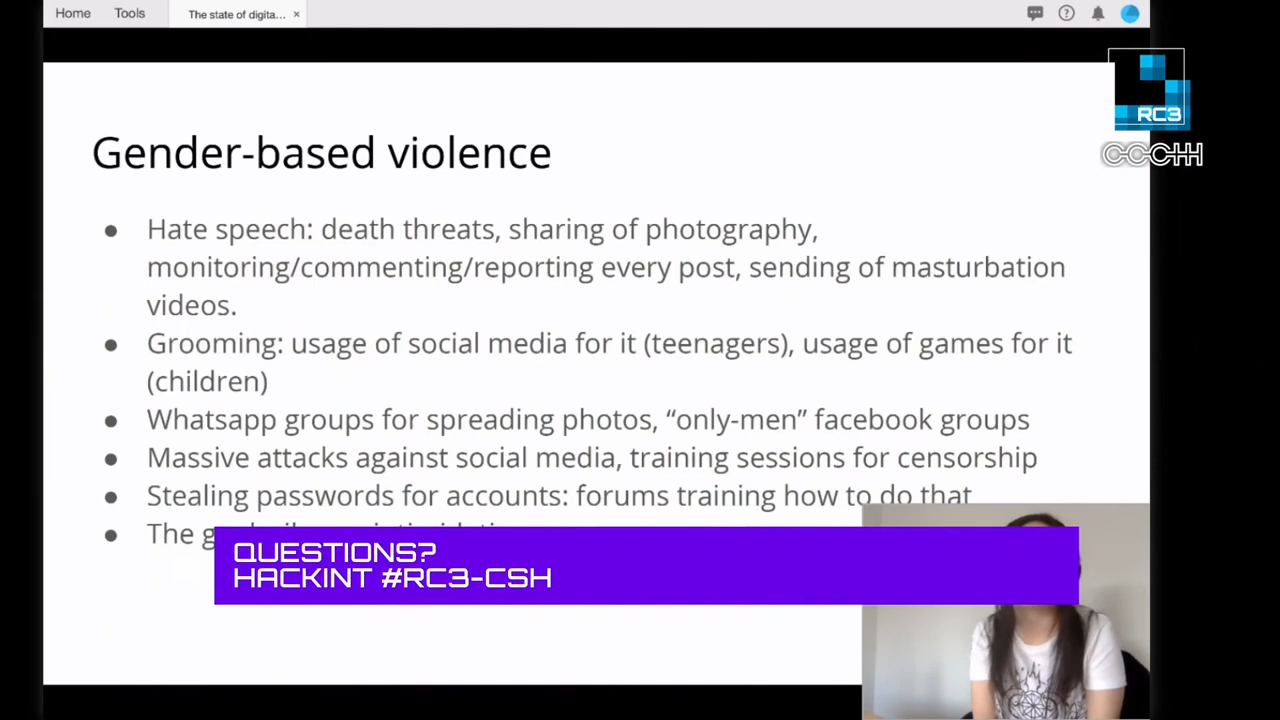 Home Tools The state of digita... ×
RC3
CCCHH
Gender-based violence
● Hate speech: death threats, sharing of photography,
monitoring/commenting/reporting every post, sending of masturbation
videos.
● Grooming: usage of social media for it (teenagers), usage of games for it
(children)
● Whatsapp groups for spreading photos, “only-men” facebook groups
● Massive attacks against social media, training sessions for censorship
● Stealing passwords for accounts: forums training how to do that
● The
QUESTIONS?
HACKINT #RC3-CSH